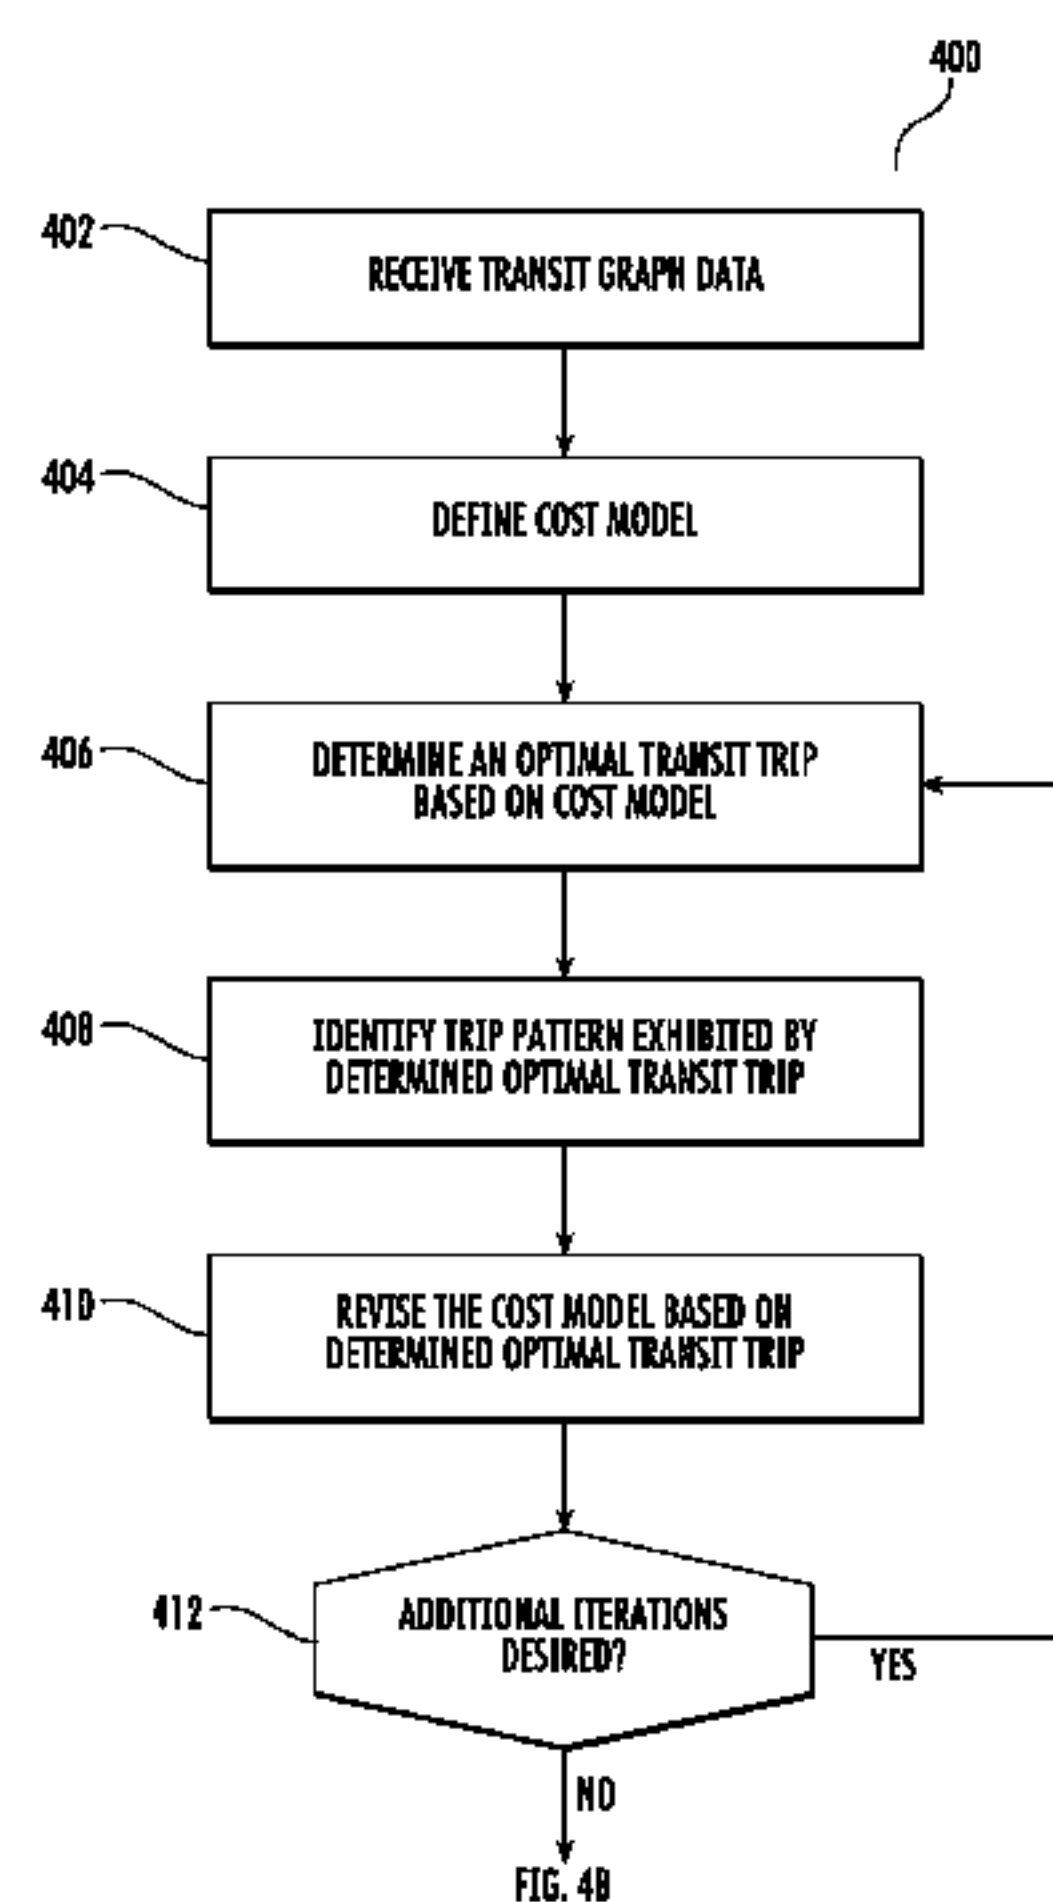 400
402
RECEIVE TRANSIT GRAPH DATA
404
DEFINE COST MODEL
406
DETERMINE AN OPTIMAL TRANSIT TRIP
BASED ON COST MODEL
408
IDENTIFY TRIP PATTERN EXHIBITED BY
DETERMINED OPTIMAL TRANSIT TRIP
410
REVISE THE COST MODEL BASED ON
DETERMINED OPTIMAL TRANSIT TRIP
412
ADDITIONAL ITERATIONS
DESIRED?
YES
NO
FIG. 4B